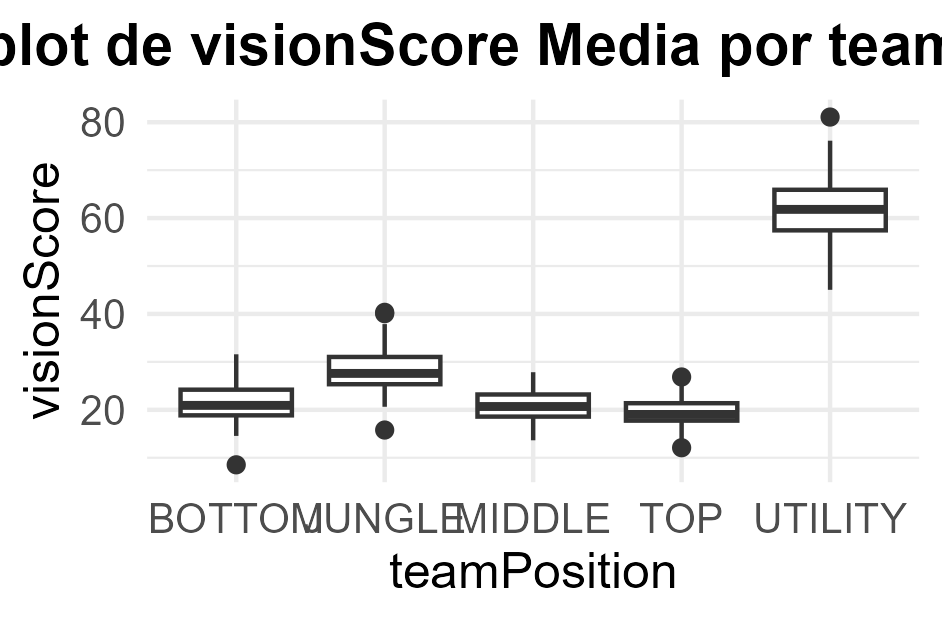 plot de visionScore Media por team
80
60
40
20
visionScore
BOTTOM JUNGLE MIDDLE TOP UTILITY
teamPosition